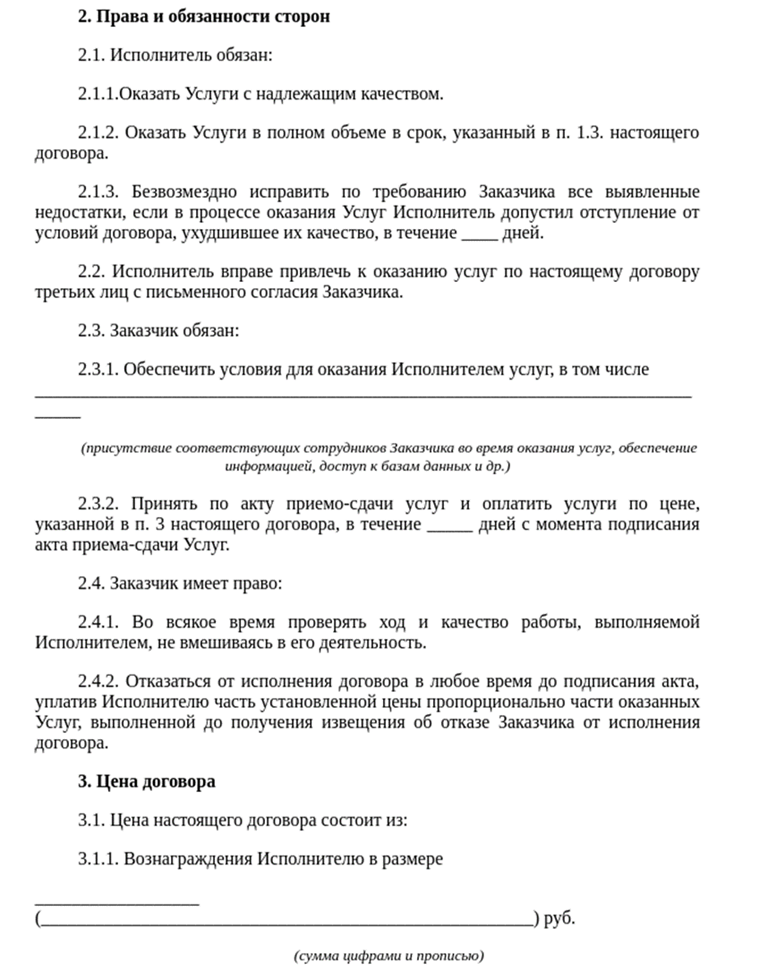 2. Права и обязанности сторон
2.1. Исполнитель обязан:
2.1.1.Оказать Услуги с надлежащим качеством.
2.1.2. Оказать Услуги в полном объеме в срок, указанный в п. 1.3. настоящего
договора.
2.1.3. Безвозмездно исправить по требованию Заказчика все выявленные
недостатки, если в процессе оказания Услуг Исполнитель допустил отступление от
условий договора, ухудшившее их качество, в течение ____ дней.
2.2. Исполнитель вправе привлечь к оказанию услуг по настоящему договору
третьих лиц с письменного согласия Заказчика.
2.3. Заказчик обязан:
2.3.1. Обеспечить условия для оказания Исполнителем услуг, в том числе
________________________________________________________________________
_____
(присутствие соответствующих сотрудников Заказчика во время оказания услуг, обеспечение
информацией, доступ к базам данных и др.)
2.3.2. Принять по акту приемо-сдачи услуг и оплатить услуги по цене,
указанной в п. 3 настоящего договора, в течение _____ дней с момента подписания
акта приема-сдачи Услуг.
2.4. Заказчик имеет право:
2.4.1. Во всякое время проверять ход и качество работы, выполняемой
Исполнителем, не вмешиваясь в его деятельность.
2.4.2. Отказаться от исполнения договора в любое время до подписания акта,
уплатив Исполнителю часть установленной цены пропорционально части оказанных
Услуг, выполненной до получения извещения об отказе Заказчика от исполнения
договора.
3. Цена договора
3.1. Цена настоящего договора состоит из:
3.1.1. Вознаграждения Исполнителю в размере
__________________
(______________________________________________________) руб.
(сумма цифрами и прописью)